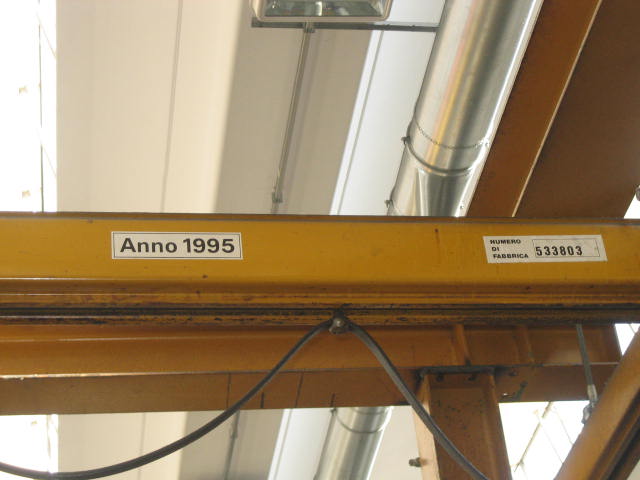 Anno 1995
NUMERO
DI
FABBRICA
533803